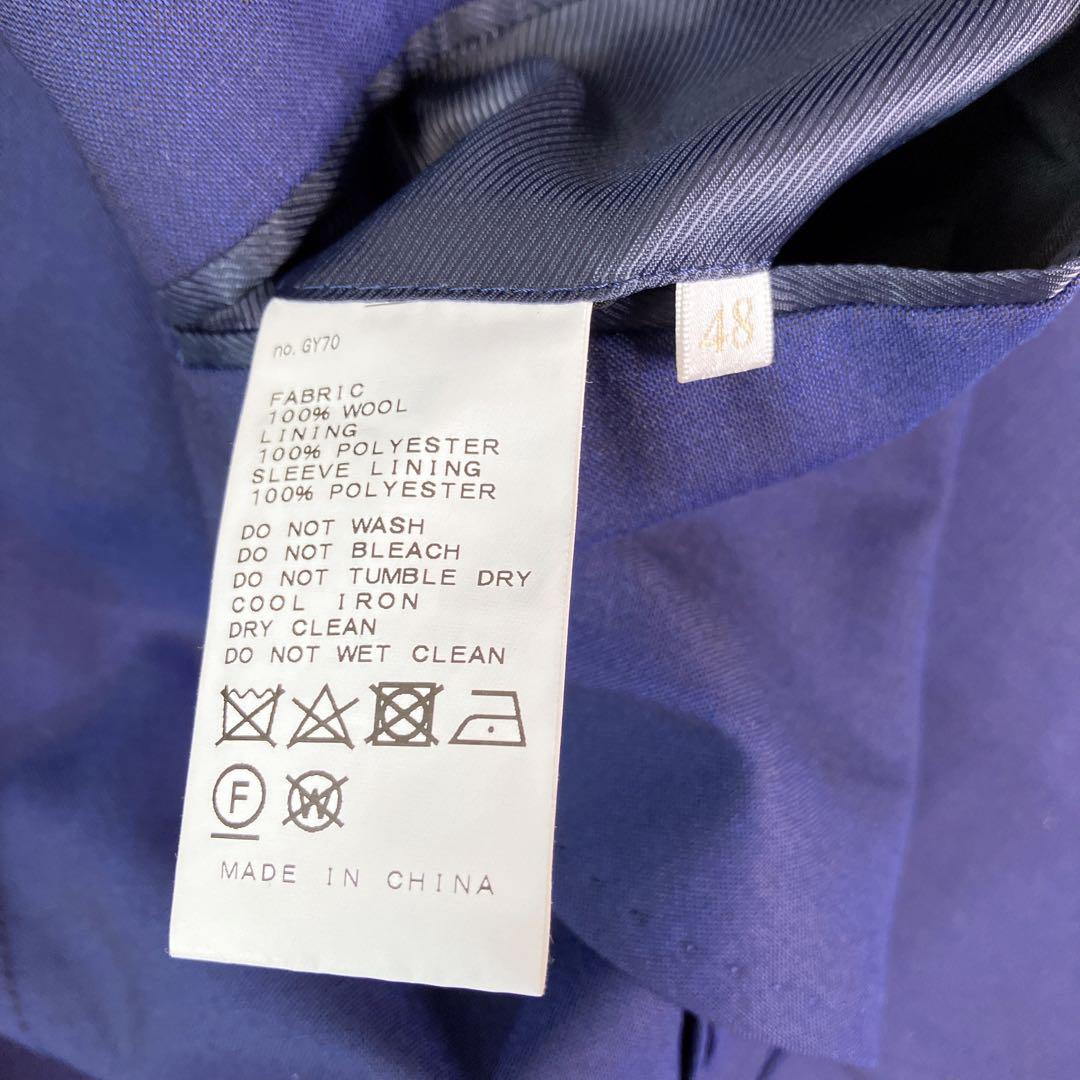 no. GY70
48
FABRIC
100% WOOL
LINING
100% POLYESTER
SLEEVE LINING
100% POLYESTER
DO NOT WASH
DO NOT BLEACH
DO NOT TUMBLE DRY
COOL IRON
DRY CLEAN
DO NOT WET CLEAN
F W
MADE IN CHINA